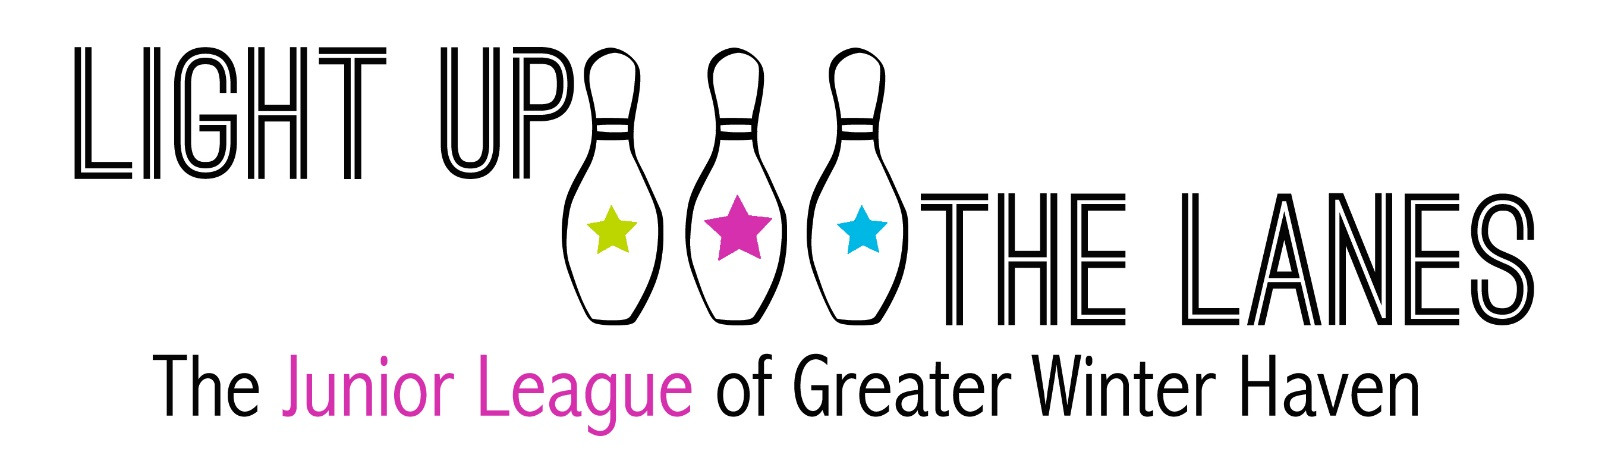 LIGHT UP
THE LANES
The Junior League of Greater Winter Haven